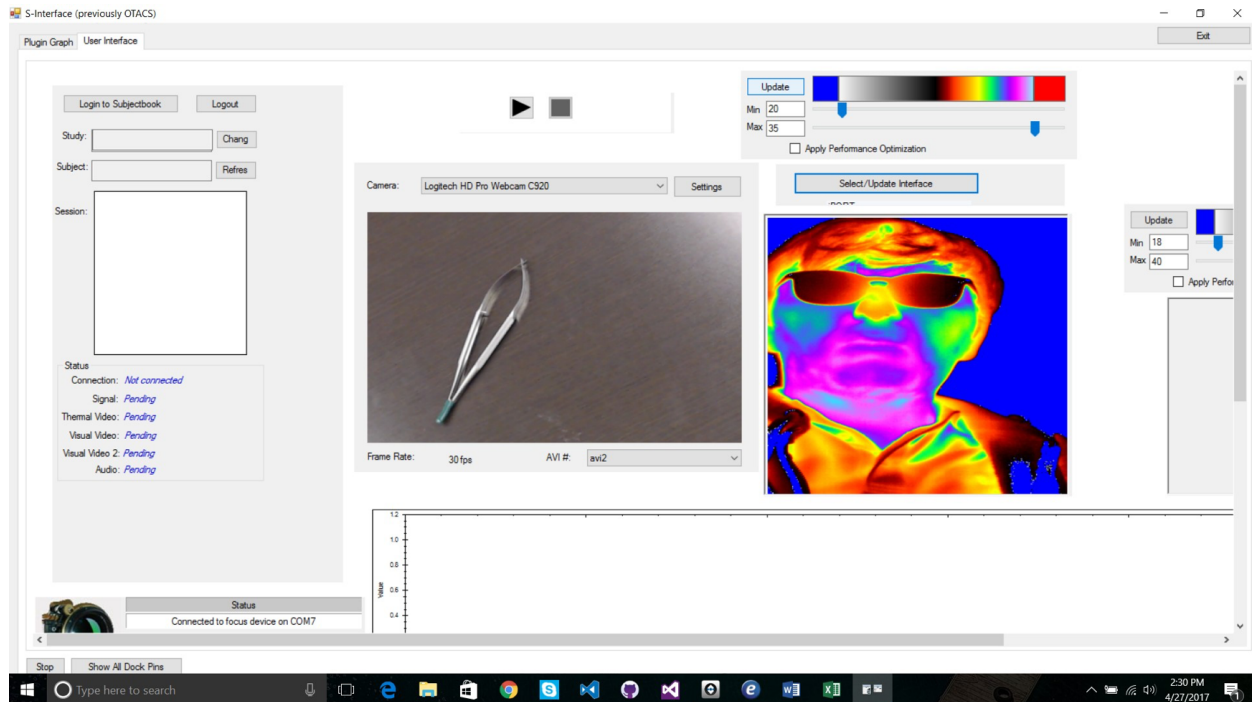 S-Interface (previously OTACS)
Plugin Graph User Interface
Exit
Login to Subjectbook Logout
Study: Chang
Subject: Refres
Session:
Status
Connection: Not connected
Signal: Pending
Thermal Video: Pending
Visual Video: Pending
Visual Video 2: Pending
Audio: Pending
Status
Connected to focus device on COM7
Update
Min 20
Max 35
Apply Performance Optimization
Camera: Logitech HD Pro Webcam C920 Settings
Select/Update Interface
Frame Rate: 30 fps AVI #: avi2
Update
Min 18
Max 40
Apply Perfor
1.2
1.0
0.8
0.6
0.4
Value
Stop Show All Dock Pins
Type here to search
2:30 PM
4/27/2017